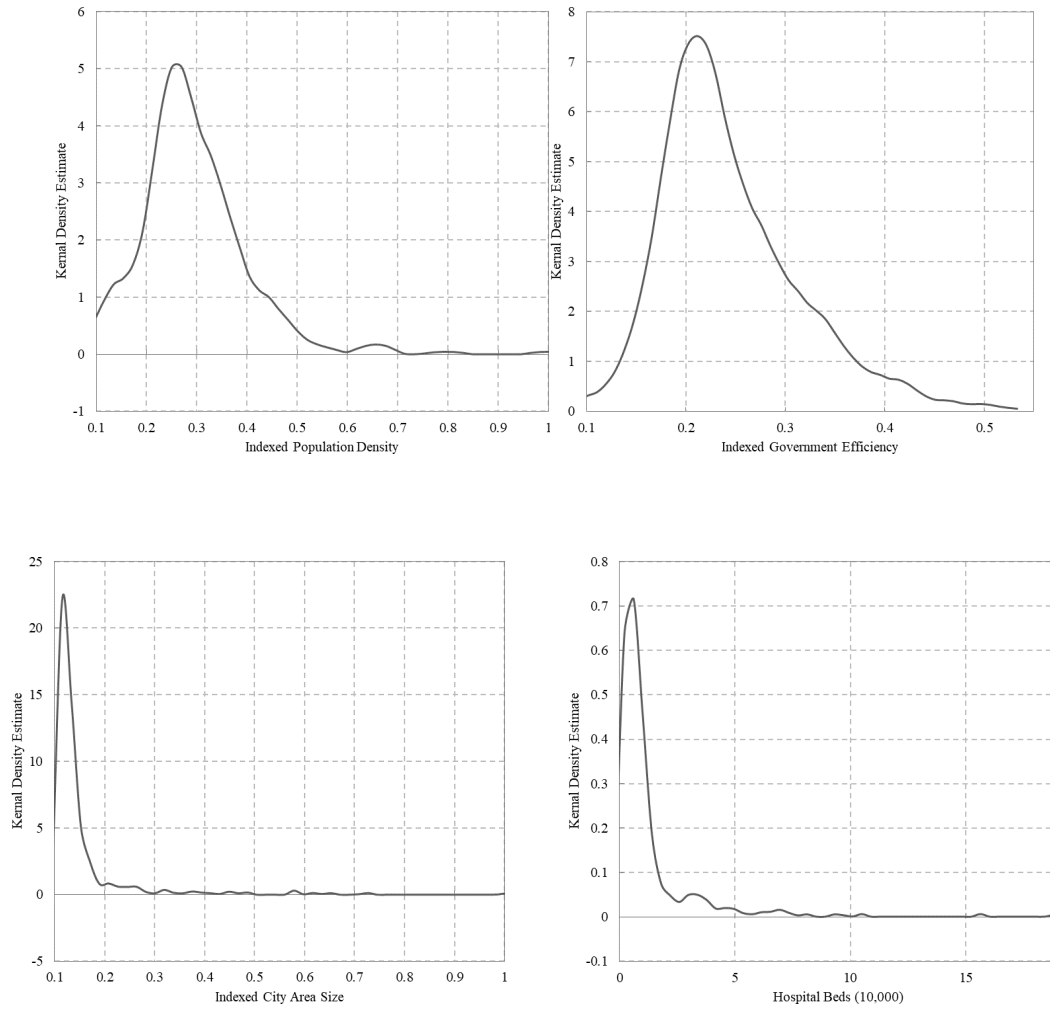 6
5
4
3
2
1
0
-1
Kernal Density Estimate
0.1 0.2 0.3 0.4 0.5 0.6 0.7 0.8 0.9 1
Indexed Population Density
8
7
6
5
4
3
2
1
0
Kernal Density Estimate
0.1 0.2 0.3 0.4 0.5
Indexed Government Efficiency
25
20
15
10
5
0
-5
Kernal Density Estimate
0.1 0.2 0.3 0.4 0.5 0.6 0.7 0.8 0.9 1
Indexed City Area Size
0.8
0.7
0.6
0.5
0.4
0.3
0.2
0.1
0
-0.1
Kernal Density Estimate
0 5 10 15
Hospital Beds (10,000)